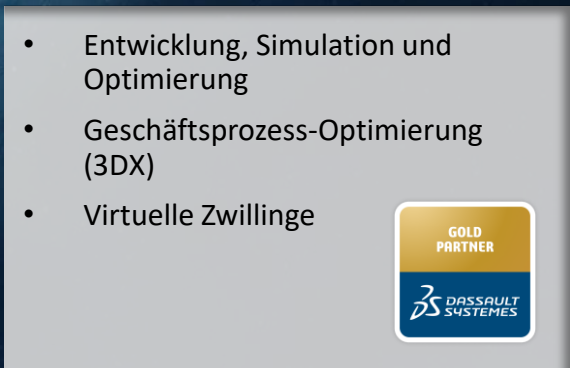 • Entwicklung, Simulation und
Optimierung
• Geschäftsprozess-Optimierung
(3DX)
• Virtuelle Zwillinge
GOLD
PARTNER
DASSAULT
SYSTEMES